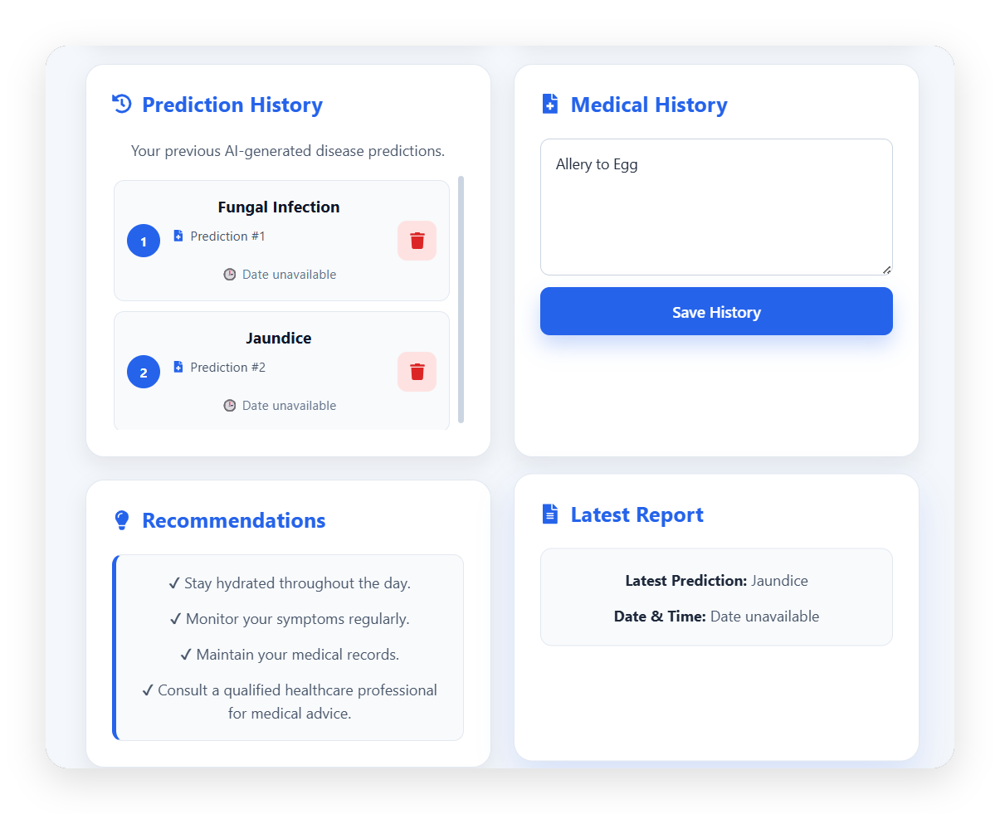 Prediction History
Your previous AI-generated disease predictions.
Fungal Infection
1
Prediction #1
Date unavailable
Jaundice
2
Prediction #2
Date unavailable
Medical History
Allery to Egg
Save History
Recommendations
✓ Stay hydrated throughout the day.
✓ Monitor your symptoms regularly.
✓ Maintain your medical records.
✓ Consult a qualified healthcare professional
for medical advice.
Latest Report
Latest Prediction: Jaundice
Date & Time: Date unavailable